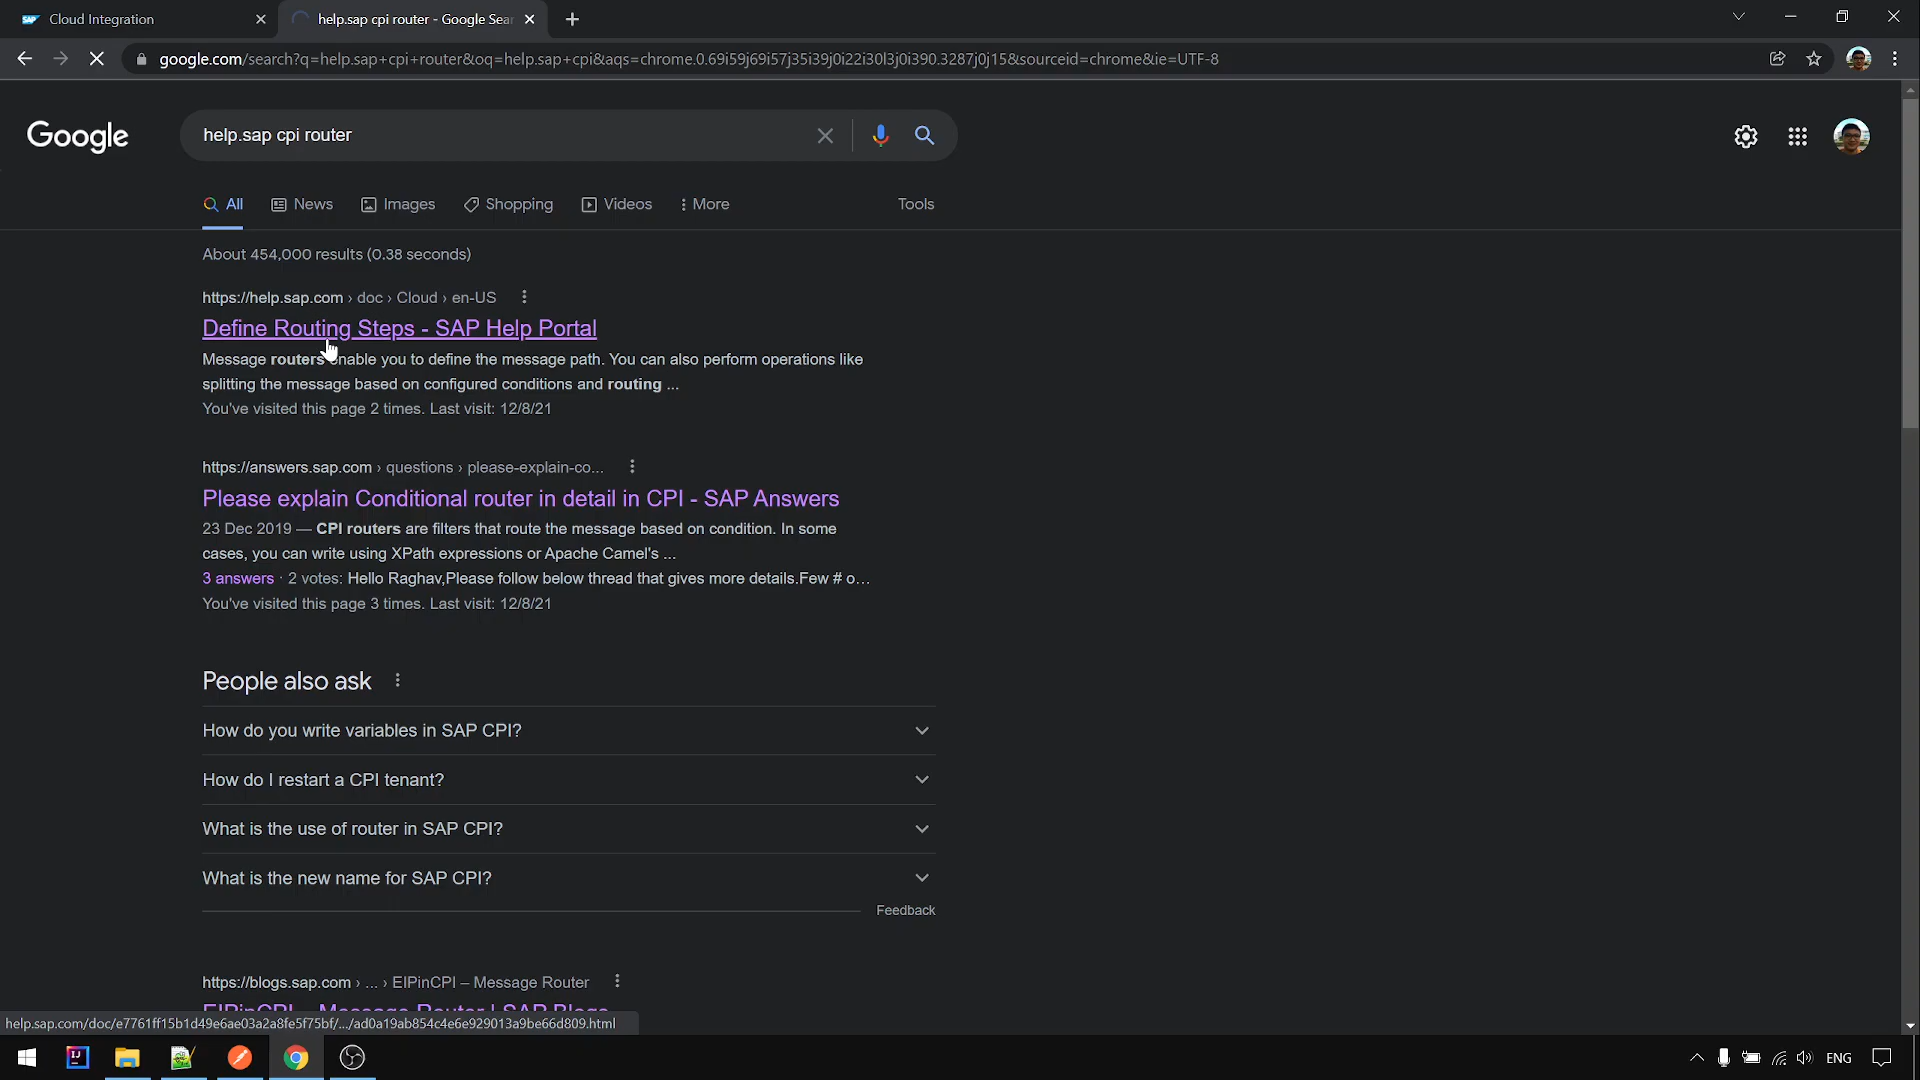 Cloud Integration
help.sap cpi router - Google Sear
google.com/search?q=help.sap+cpi+router&oq=help.sap+cpi&aqs=chrome.0.69i59j69i57j35i39j0i22i30l3j0i390.3287j0j15&sourceid=chrome&ie=UTF-8
Google
help.sap cpi router
All
News
Images
Shopping
Videos
More
Tools
About 454,000 results (0.38 seconds)
https://help.sap.com › doc › Cloud › en-US
Define Routing Steps - SAP Help Portal
Message routers enable you to define the message path. You can also perform operations like
splitting the message based on configured conditions and routing ...
You've visited this page 2 times. Last visit: 12/8/21
https://answers.sap.com › questions › please-explain-co...
Please explain Conditional router in detail in CPI - SAP Answers
23 Dec 2019 — CPI routers are filters that route the message based on condition. In some
cases, you can write using XPath expressions or Apache Camel's ...
3 answers · 2 votes: Hello Raghav,Please follow below thread that gives more details.Few # o...
You've visited this page 3 times. Last visit: 12/8/21
People also ask
How do you write variables in SAP CPI?
How do I restart a CPI tenant?
What is the use of router in SAP CPI?
What is the new name for SAP CPI?
Feedback
https://blogs.sap.com › ... › EIPinCPI – Message Router
EIPinCPI – Message Router | SAP Blogs
help.sap.com/doc/e7761ff15b1d49e6ae03a2a8fe5f75bf/.../ad0a19ab854c4e6e929013a9be66d809.html
ENG